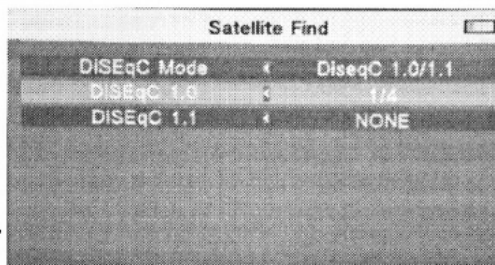 Satellite Find
DiSEqC Mode DiseqC 1.0/1.1
DISEqC 1.0 1/4
DISEqC 1.1 NONE